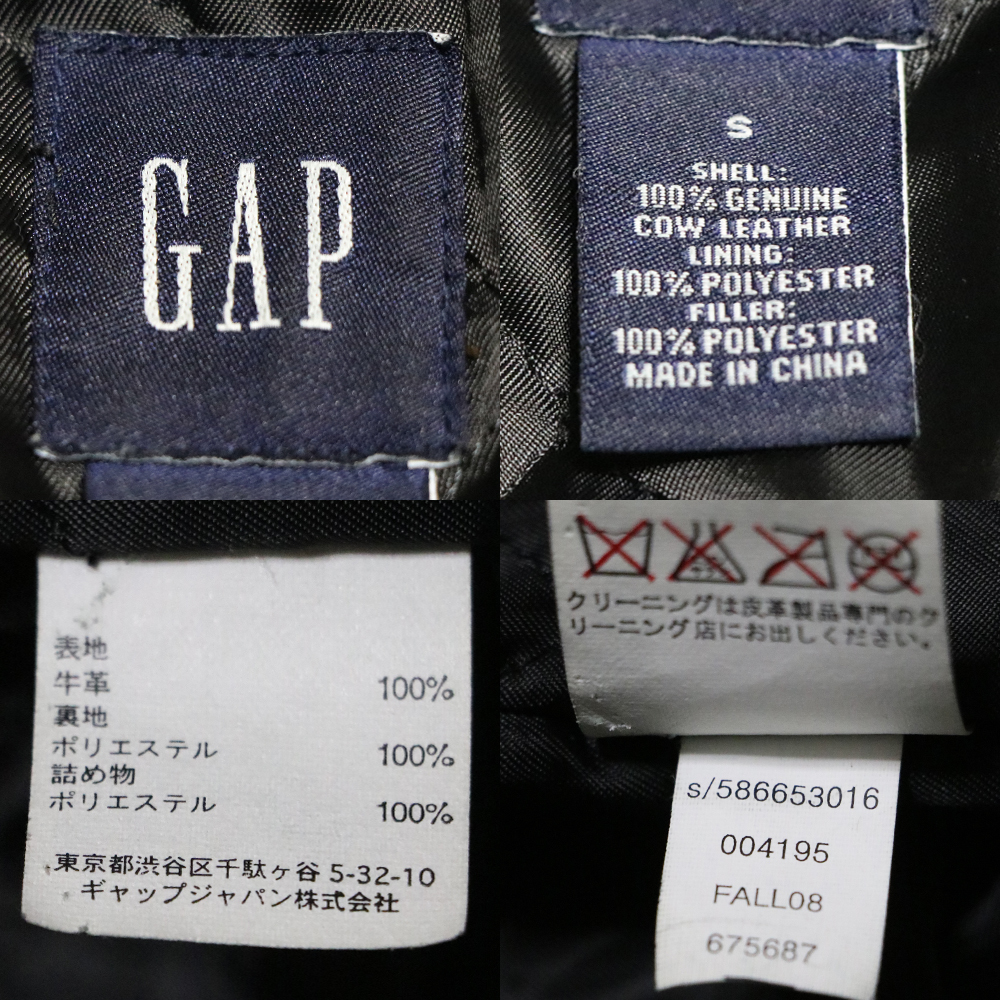 GAP
S
SHELL:
100% GENUINE
COW LEATHER
LINING:
100% POLYESTER
FILLER:
100% POLYESTER
MADE IN CHINA
表地
牛革 100%
裏地
ポリエステル 100%
詰め物
ポリエステル 100%
東京都渋谷区千駄ヶ谷 5-32-10
ギャップジャパン株式会社
クリーニングは皮革製品専門のク
リーニング店にお出しください。
s/586653016
004195
FALL08
675687